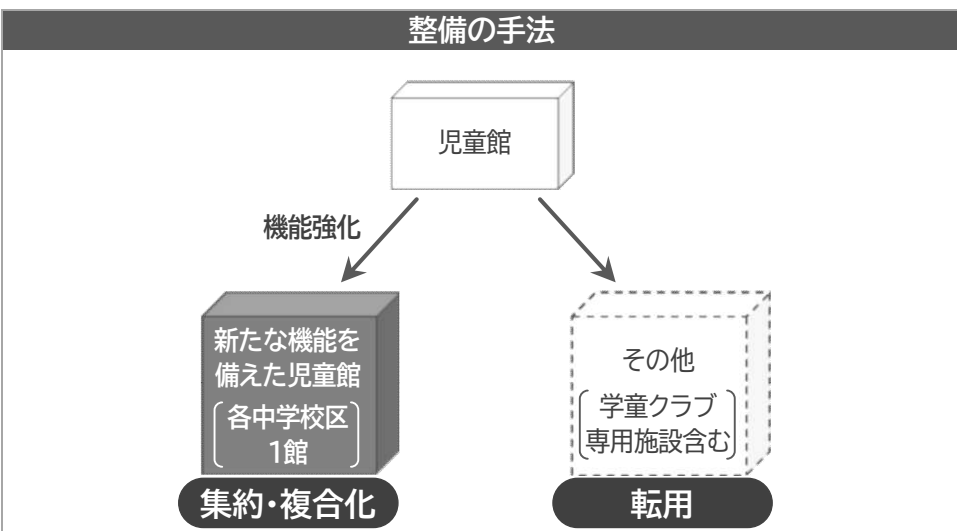 整備の手法
児童館
機能強化
新たな機能を
備えた児童館
各中学校区
1館
集約・複合化
その他
学童クラブ
専用施設含む
転用